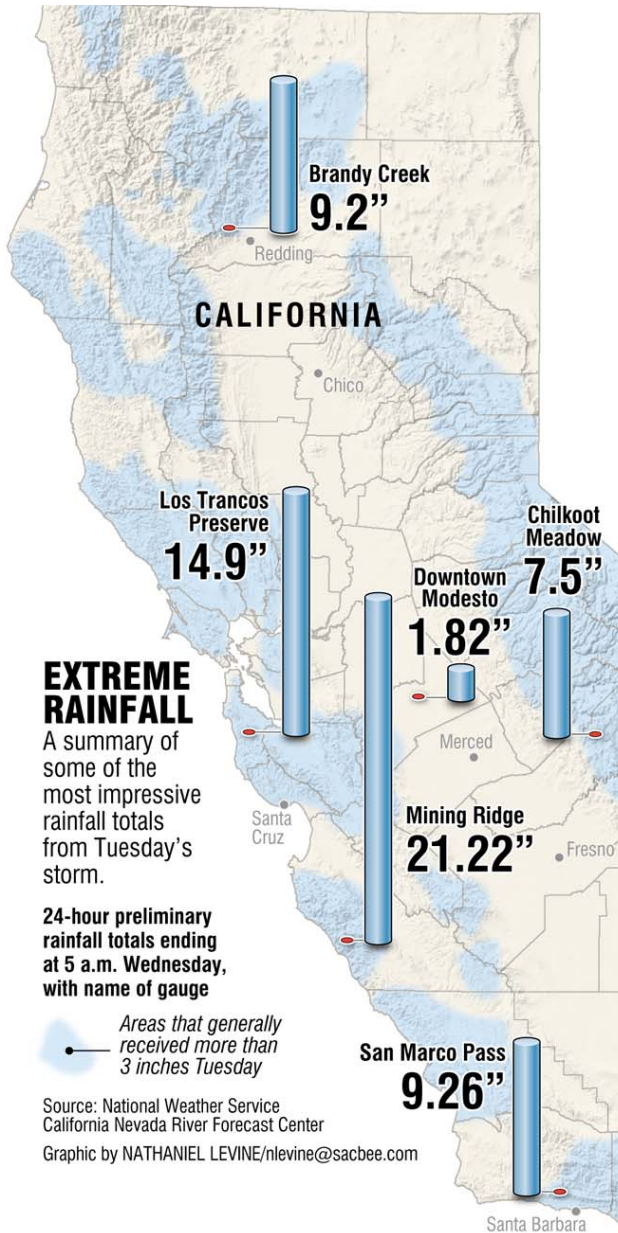 Brandy Creek
9.2”
Redding
CALIFORNIA
Chico
Los Trancos
Preserve
14.9”
Chilkoot
Meadow
7.5”
Downtown
Modesto
1.82”
EXTREME
RAINFALL
A summary of
some of the
most impressive
rainfall totals
from Tuesday’s
storm.
Merced
Santa
Cruz
Mining Ridge
21.22”
Fresno
24-hour preliminary
rainfall totals ending
at 5 a.m. Wednesday,
with name of gauge
Areas that generally
received more than
3 inches Tuesday
San Marco Pass
9.26”
Source: National Weather Service
California Nevada River Forecast Center
Graphic by NATHANIEL LEVINE/nlevine@sacbee.com
Santa Barbara